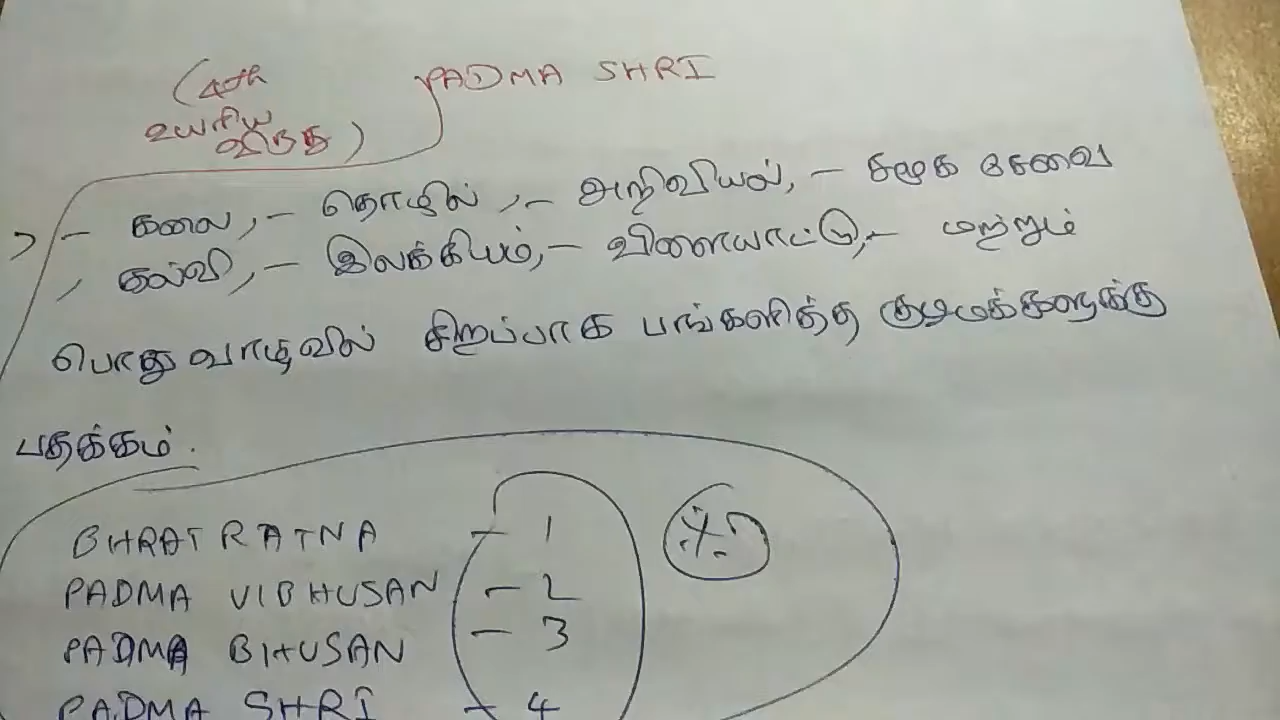 PADMA SHRI
(4th
உயரிய
விருது)
- கலை, - தொழில், - அறிவியல், - சமூக சேவை
, கல்வி, - இலக்கியம், - விளையாட்டு, - மற்றும்
பொது வாழ்வில் சிறப்பாக பங்களித்த குடிமக்களுக்கு
பதக்கம்.
BHRAT RATNA - 1
PADMA VIBHUSAN - 2
PADMA BHUSAN - 3
PADMA SHRI - 4